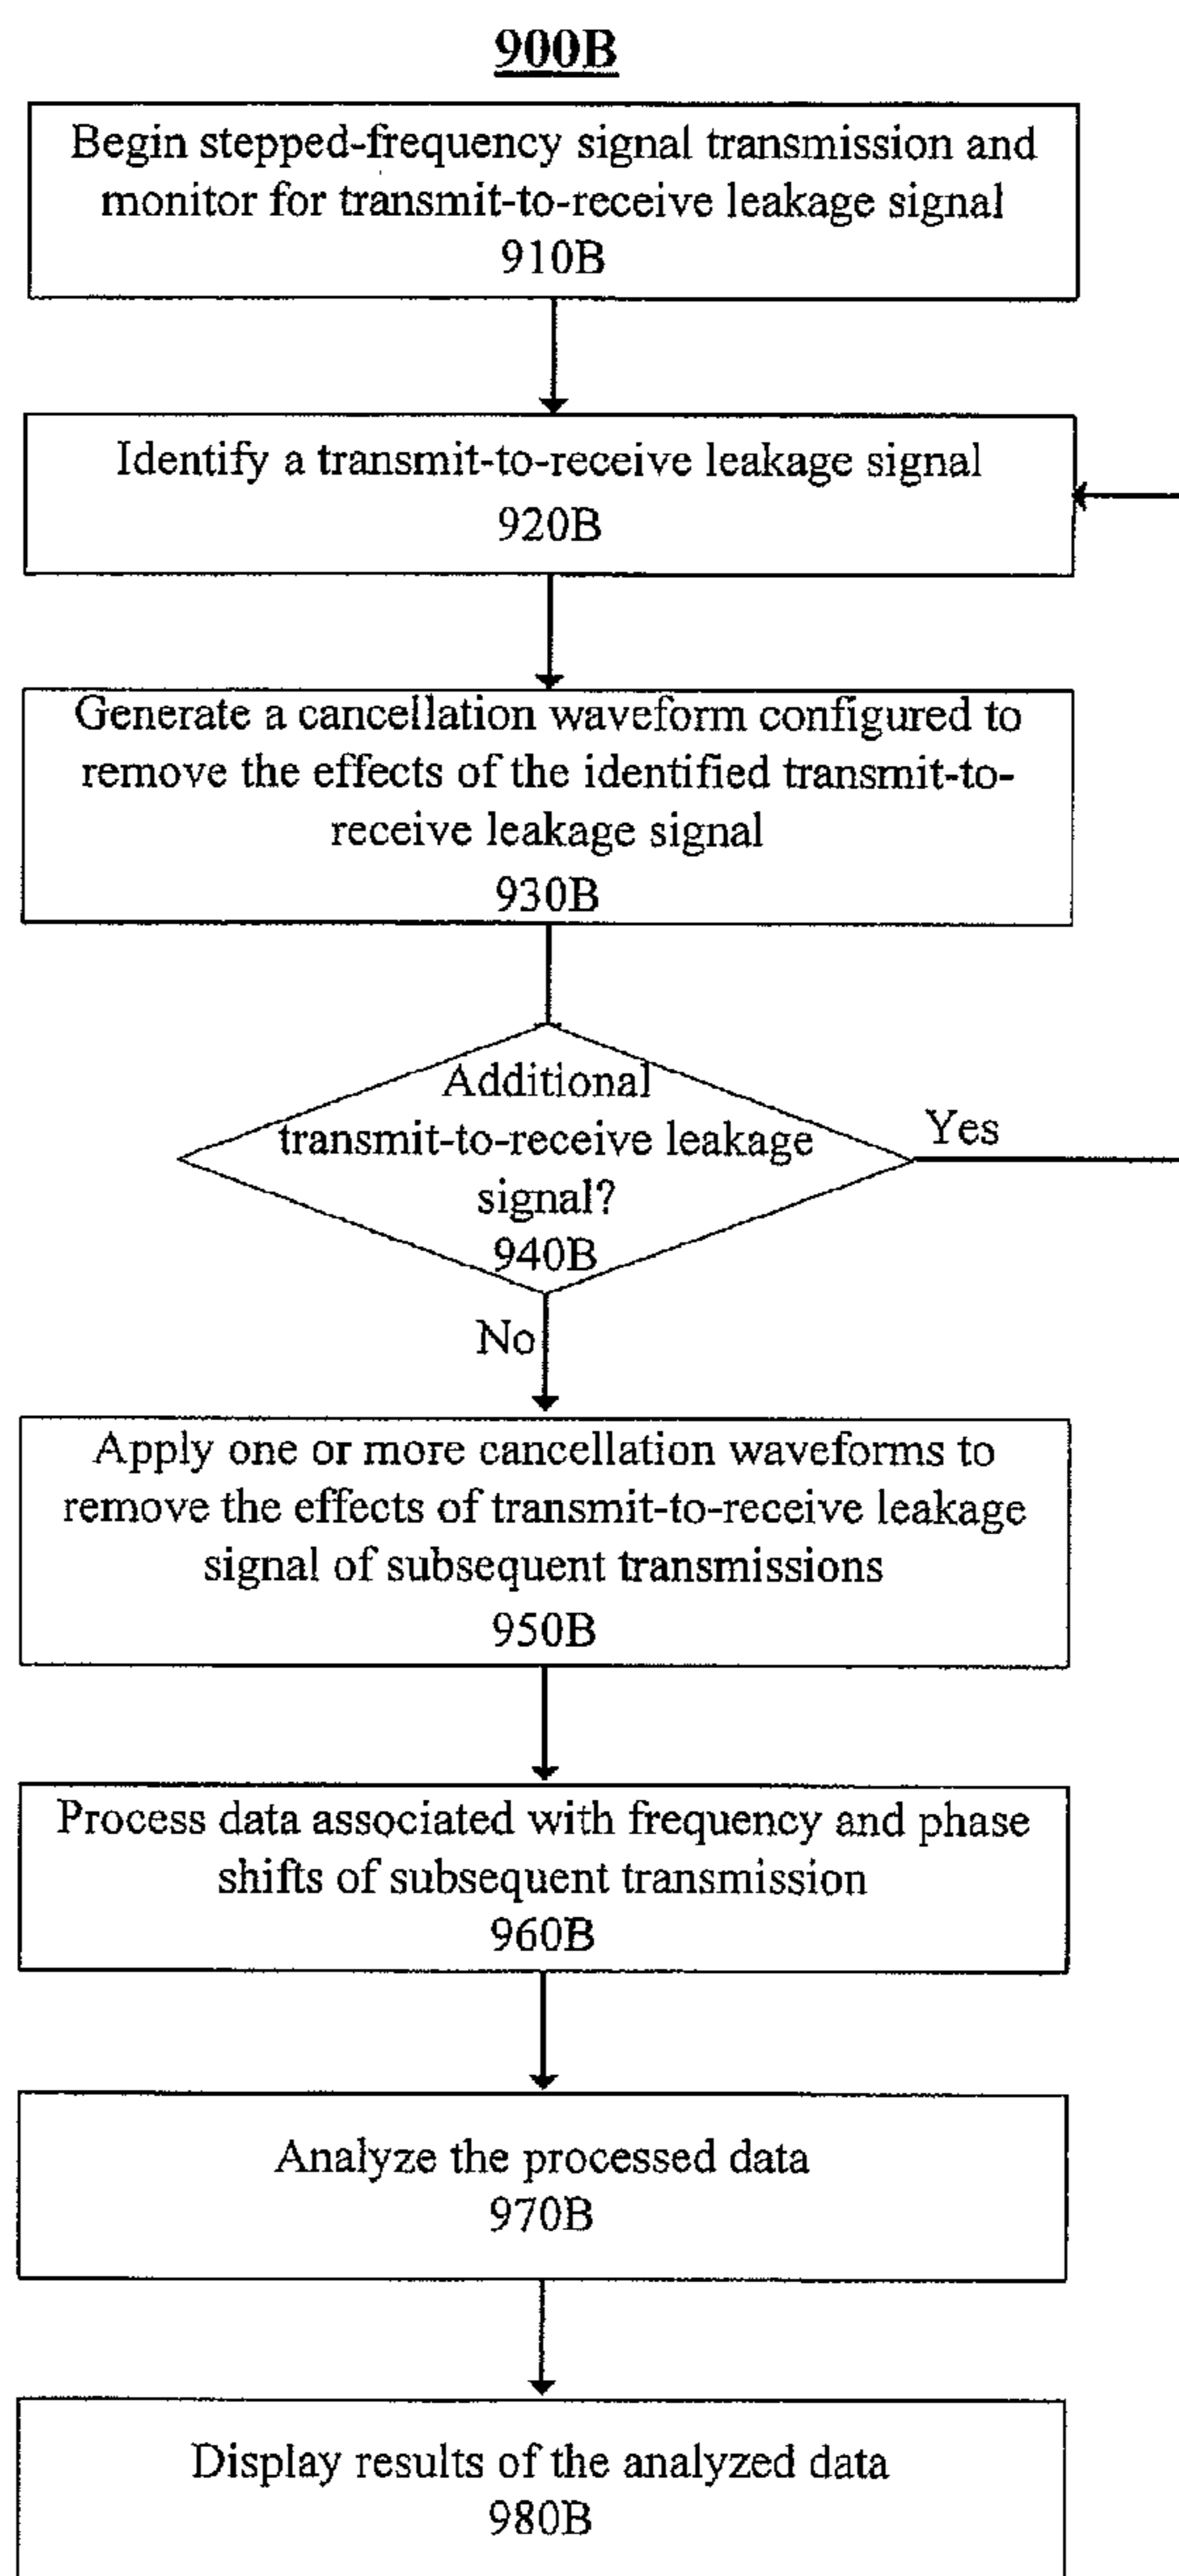 900B
Begin stepped-frequency signal transmission and
monitor for transmit-to-receive leakage signal
910B
Identify a transmit-to-receive leakage signal
920B
Generate a cancellation waveform configured to
remove the effects of the identified transmit-to-
receive leakage signal
930B
Additional
transmit-to-receive leakage
signal?
940B
Yes
No
Apply one or more cancellation waveforms to
remove the effects of transmit-to-receive leakage
signal of subsequent transmissions
950B
Process data associated with frequency and phase
shifts of subsequent transmission
960B
Analyze the processed data
970B
Display results of the analyzed data
980B